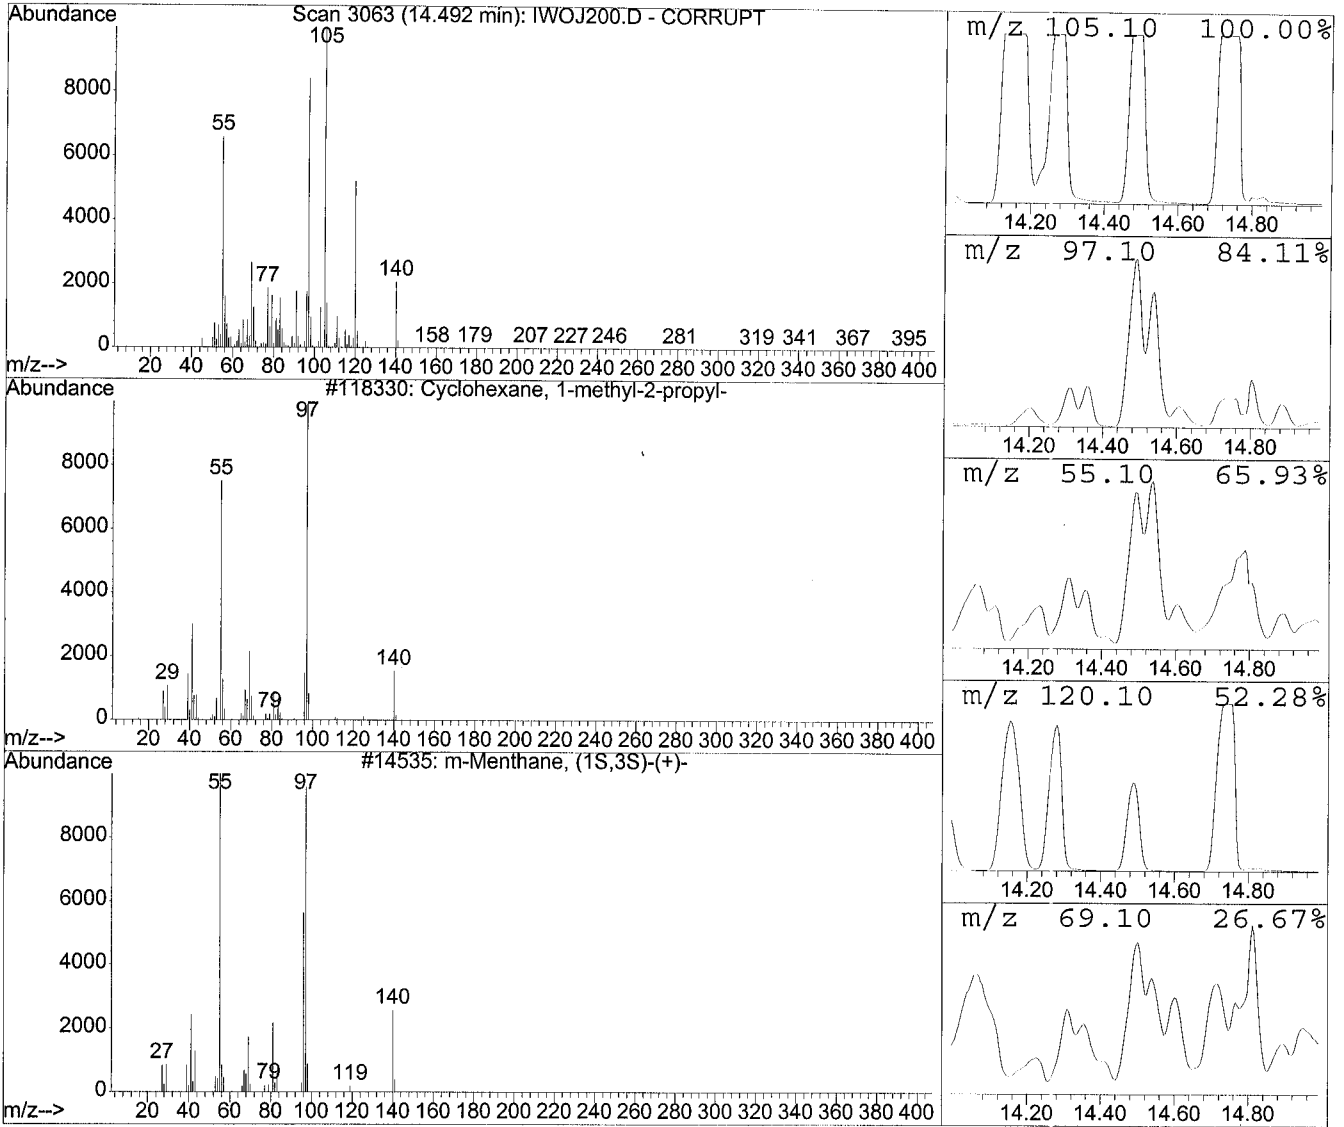 Abundance
Scan 3063 (14.492 min): IWOJ200.D - CORRUPT
105
8000
55
6000
4000
77
140
2000
158 179 207 227 246 281 319 341 367 395
0
m/z--> 20 40 60 80 100 120 140 160 180 200 220 240 260 280 300 320 340 360 380 400
Abundance
#118330: Cyclohexane, 1-methyl-2-propyl-
97
8000
55
6000
4000
2000
29
79
140
0
m/z--> 20 40 60 80 100 120 140 160 180 200 220 240 260 280 300 320 340 360 380 400
Abundance
#14535: m-Menthane, (1S,3S)-(+)-
55 97
8000
6000
4000
140
2000
27
79 119
0
m/z--> 20 40 60 80 100 120 140 160 180 200 220 240 260 280 300 320 340 360 380 400
m/z 105.10 100.00%
14.20 14.40 14.60 14.80
m/z 97.10 84.11%
14.20 14.40 14.60 14.80
m/z 55.10 65.93%
14.20 14.40 14.60 14.80
m/z 120.10 52.28%
14.20 14.40 14.60 14.80
m/z 69.10 26.67%
14.20 14.40 14.60 14.80